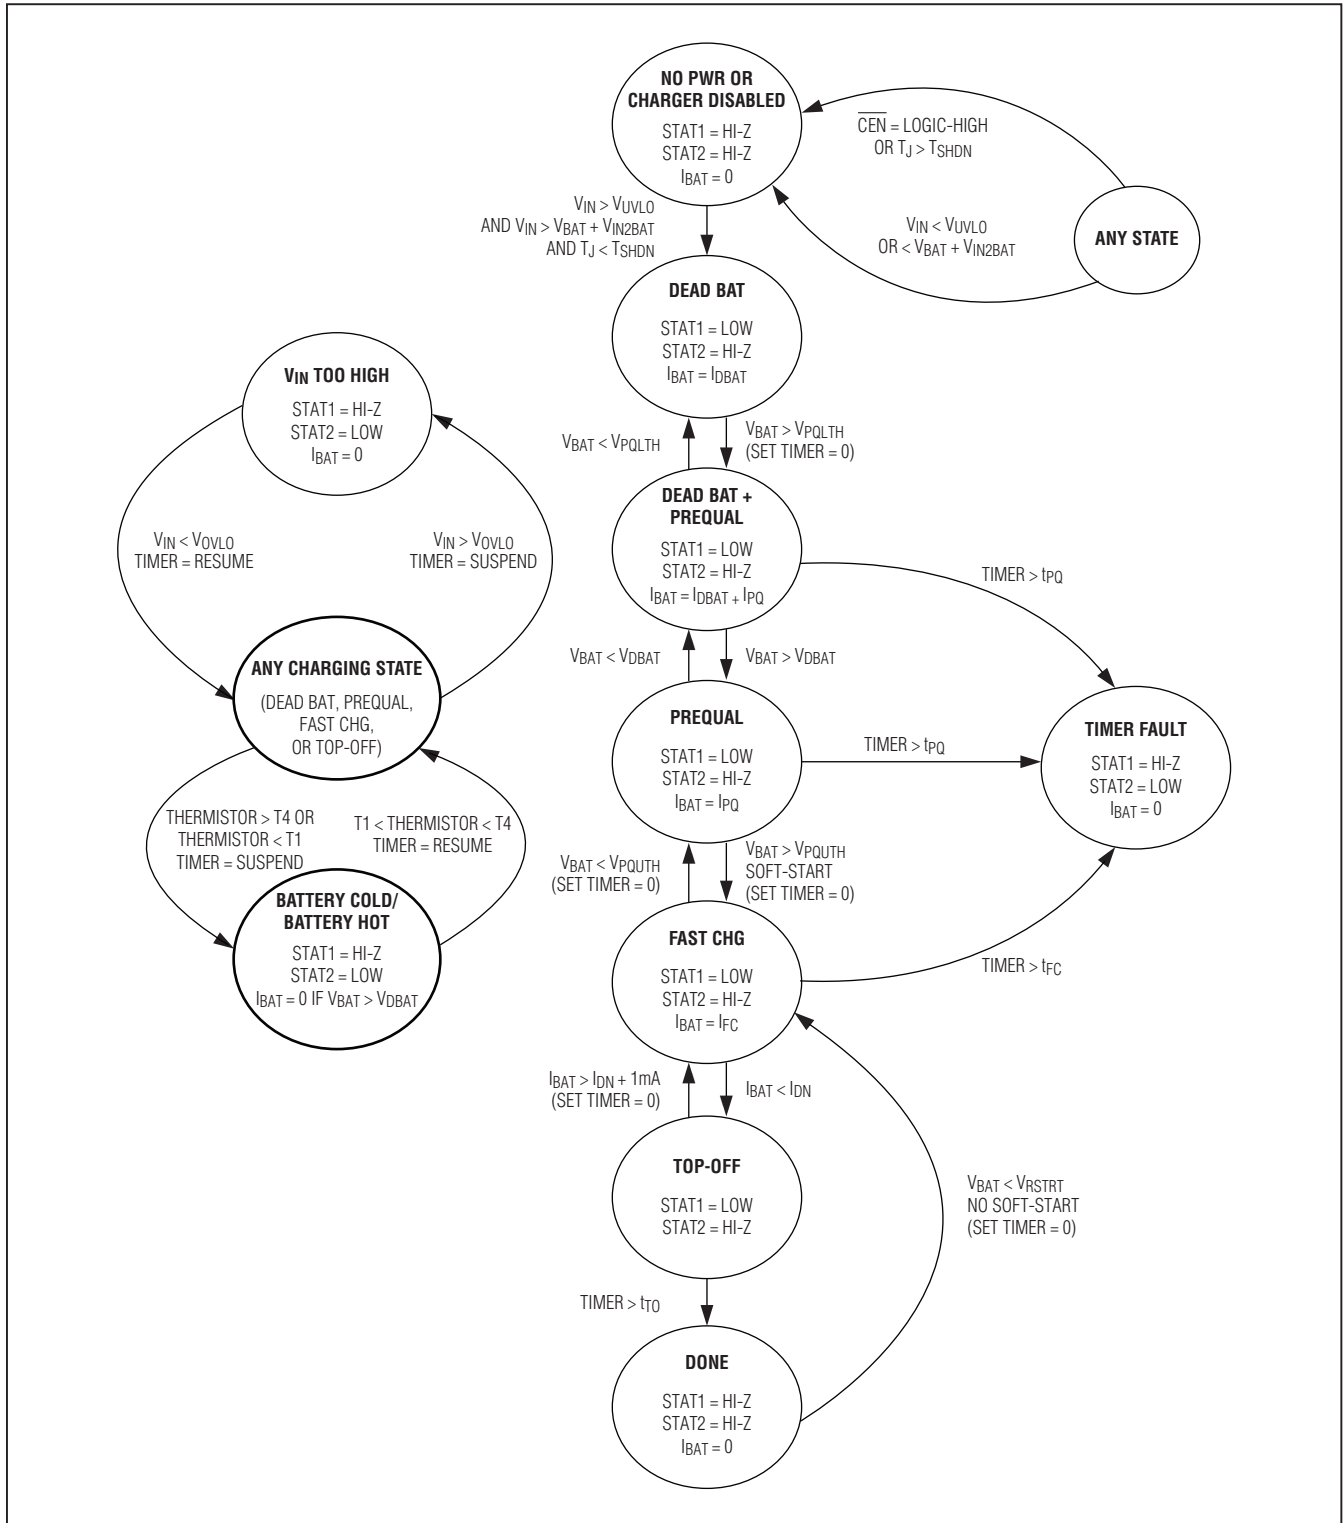 NO PWR OR
CHARGER DISABLED
STAT1 = HI-Z
STAT2 = HI-Z
IBAT = 0
CEN = LOGIC-HIGH
OR TJ > TSHDN
VIN < VUVLO
OR < VBAT + VIN2BAT
ANY STATE
VIN > VUVLO
AND VIN > VBAT + VIN2BAT
AND TJ < TSHDN
DEAD BAT
STAT1 = LOW
STAT2 = HI-Z
IBAT = IDBAT
VBAT < VPQLTH
VBAT > VPQLTH
(SET TIMER = 0)
DEAD BAT +
PREQUAL
STAT1 = LOW
STAT2 = HI-Z
IBAT = IDBAT + IPQ
TIMER > tPQ
VBAT < VDBAT
VBAT > VDBAT
PREQUAL
STAT1 = LOW
STAT2 = HI-Z
IBAT = IPQ
TIMER > tPQ
TIMER FAULT
STAT1 = HI-Z
STAT2 = LOW
IBAT = 0
VBAT < VPQUTH
(SET TIMER = 0)
VBAT > VPQUTH
SOFT-START
(SET TIMER = 0)
FAST CHG
STAT1 = LOW
STAT2 = HI-Z
IBAT = IFC
TIMER > tFC
IBAT > IDN + 1mA
(SET TIMER = 0)
IBAT < IDN
TOP-OFF
STAT1 = LOW
STAT2 = HI-Z
VBAT < VRSTRT
NO SOFT-START
(SET TIMER = 0)
TIMER > tTO
DONE
STAT1 = HI-Z
STAT2 = HI-Z
IBAT = 0
VIN TOO HIGH
STAT1 = HI-Z
STAT2 = LOW
IBAT = 0
VIN < VOVLO
TIMER = RESUME
VIN > VOVLO
TIMER = SUSPEND
ANY CHARGING STATE
(DEAD BAT, PREQUAL,
FAST CHG,
OR TOP-OFF)
THERMISTOR > T4 OR
THERMISTOR < T1
TIMER = SUSPEND
T1 < THERMISTOR < T4
TIMER = RESUME
BATTERY COLD/
BATTERY HOT
STAT1 = HI-Z
STAT2 = LOW
IBAT = 0 IF VBAT > VDBAT